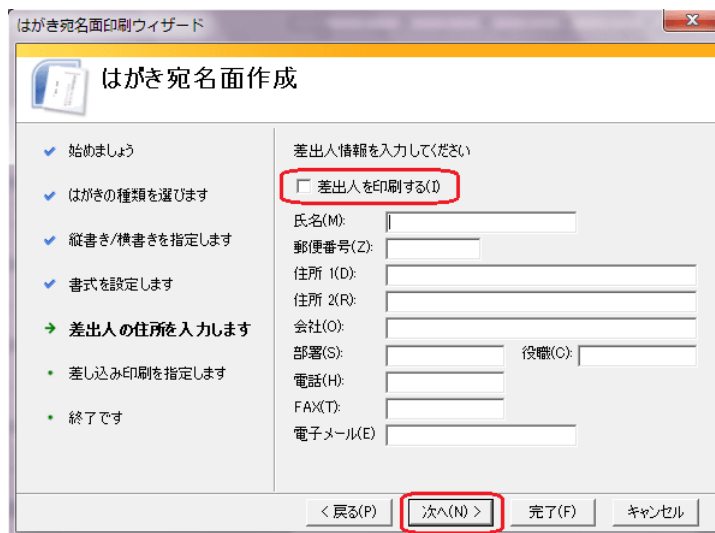 はがき宛名面印刷ウィザード
はがき宛名面作成
始めましょう
はがきの種類を選びます
縦書き/横書きを指定します
書式を設定します
差出人の住所を入力します
差し込み印刷を指定します
終了です
差出人情報を入力してください
差出人を印刷する(I)
氏名(M):
郵便番号(Z):
住所 1(D):
住所 2(R):
会社(O):
部署(S): 役職(C):
電話(H):
FAX(T):
電子メール(E)
< 戻る(P) 次へ(N) > 完了(F) キャンセル